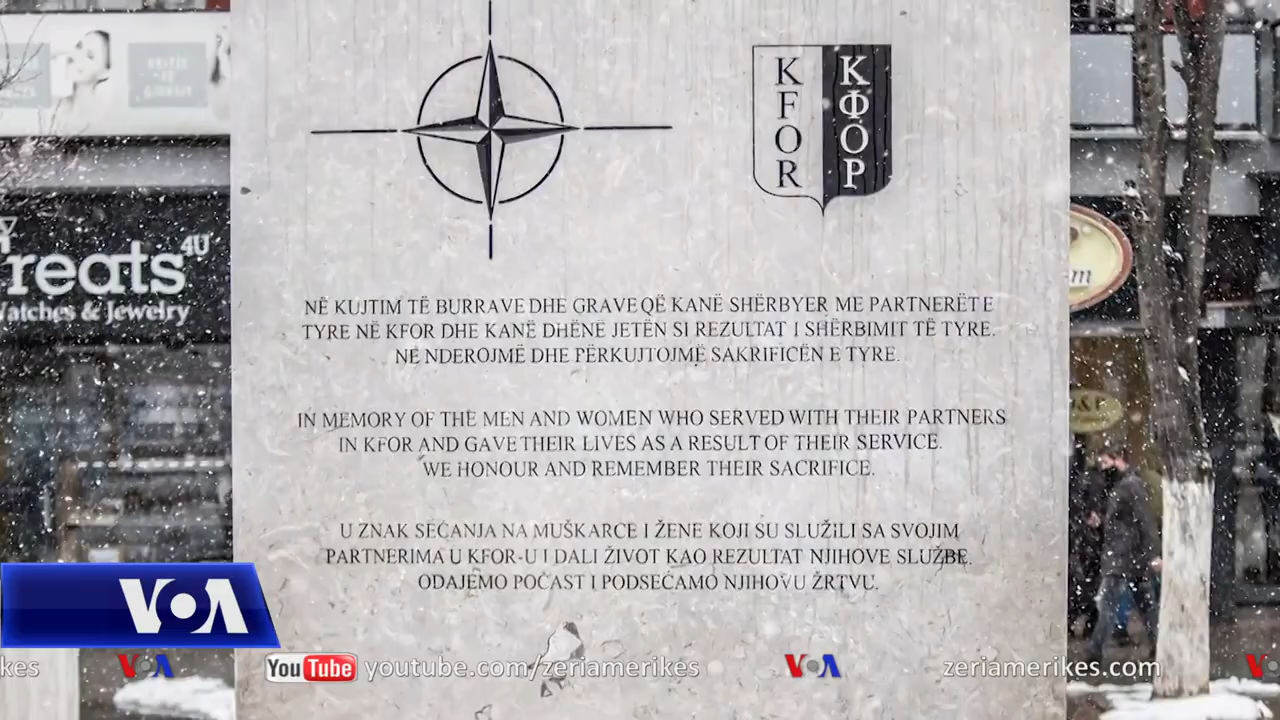 KFOR
КФОР
reats 4U
atches & Jewelry
NË KUJTIM TË BURRAVE DHE GRAVE QË KANË SHËRBYER ME PARTNERËT E
TYRE NË KFOR DHE KANË DHËNË JETËN SI REZULTAT I SHËRBIMIT TË TYRE.
NE NDEROJMË DHE PËRKUJTOJMË SAKRIFICËN E TYRE.
IN MEMORY OF THE MEN AND WOMEN WHO SERVED WITH THEIR PARTNERS
IN KFOR AND GAVE THEIR LIVES AS A RESULT OF THEIR SERVICE.
WE HONOUR AND REMEMBER THEIR SACRIFICE.
U ZNAK SEĆANJA NA MUŠKARCE I ŽENE KOJI SU SLUŽILI SA SVOJIM
PARTNERIMA U KFOR-U I DALI ŽIVOT KAO REZULTAT NJIHOVE SLUŽBE.
ODAJEMO POČAST I PODSEĆAMO NJIHOVU ŽRTVU.
VOA
kes VOA YouTube youtube.com/zeriamerikes VOA zeriamerikes.com